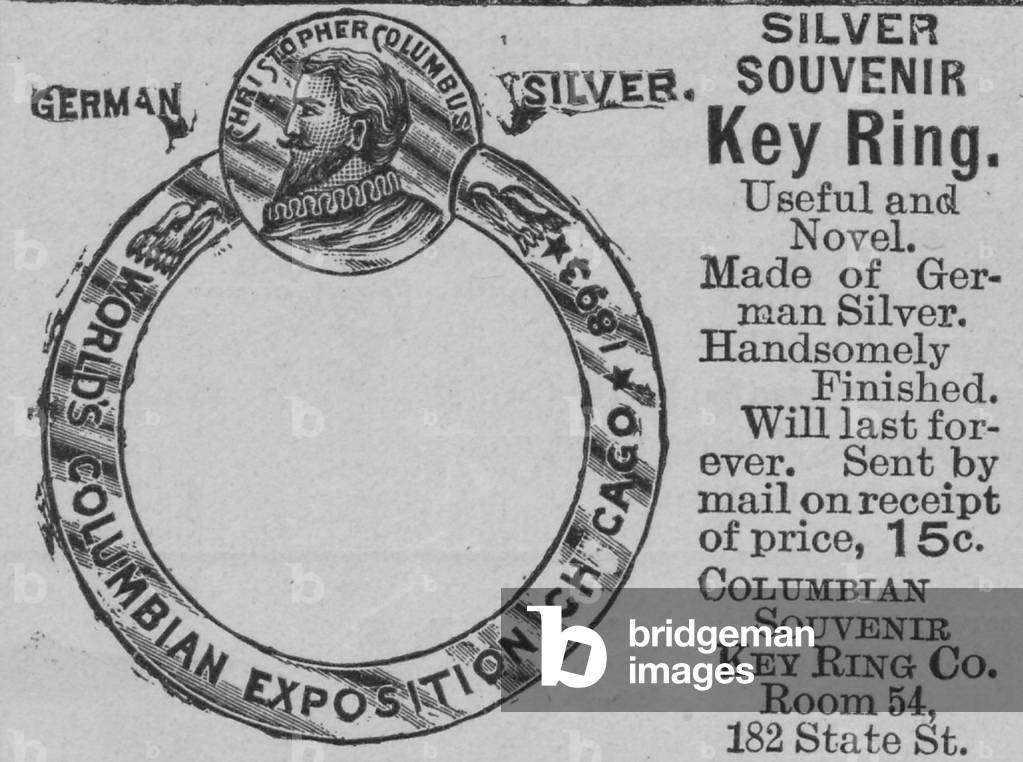 GERMAN
SILVER.
CHRISTOPHER COLUMBUS
WORLD'S COLUMBIAN EXPOSITION CHICAGO ★ 1893 ★
SILVER
SOUVENIR
Key Ring.
Useful and
Novel.
Made of Ger-
man Silver.
Handsomely
Finished.
Will last for-
ever. Sent by
mail on receipt
of price, 15c.
COLUMBIAN
SOUVENIR
KEY RING CO.
Room 54,
182 State St.
b bridgeman
images